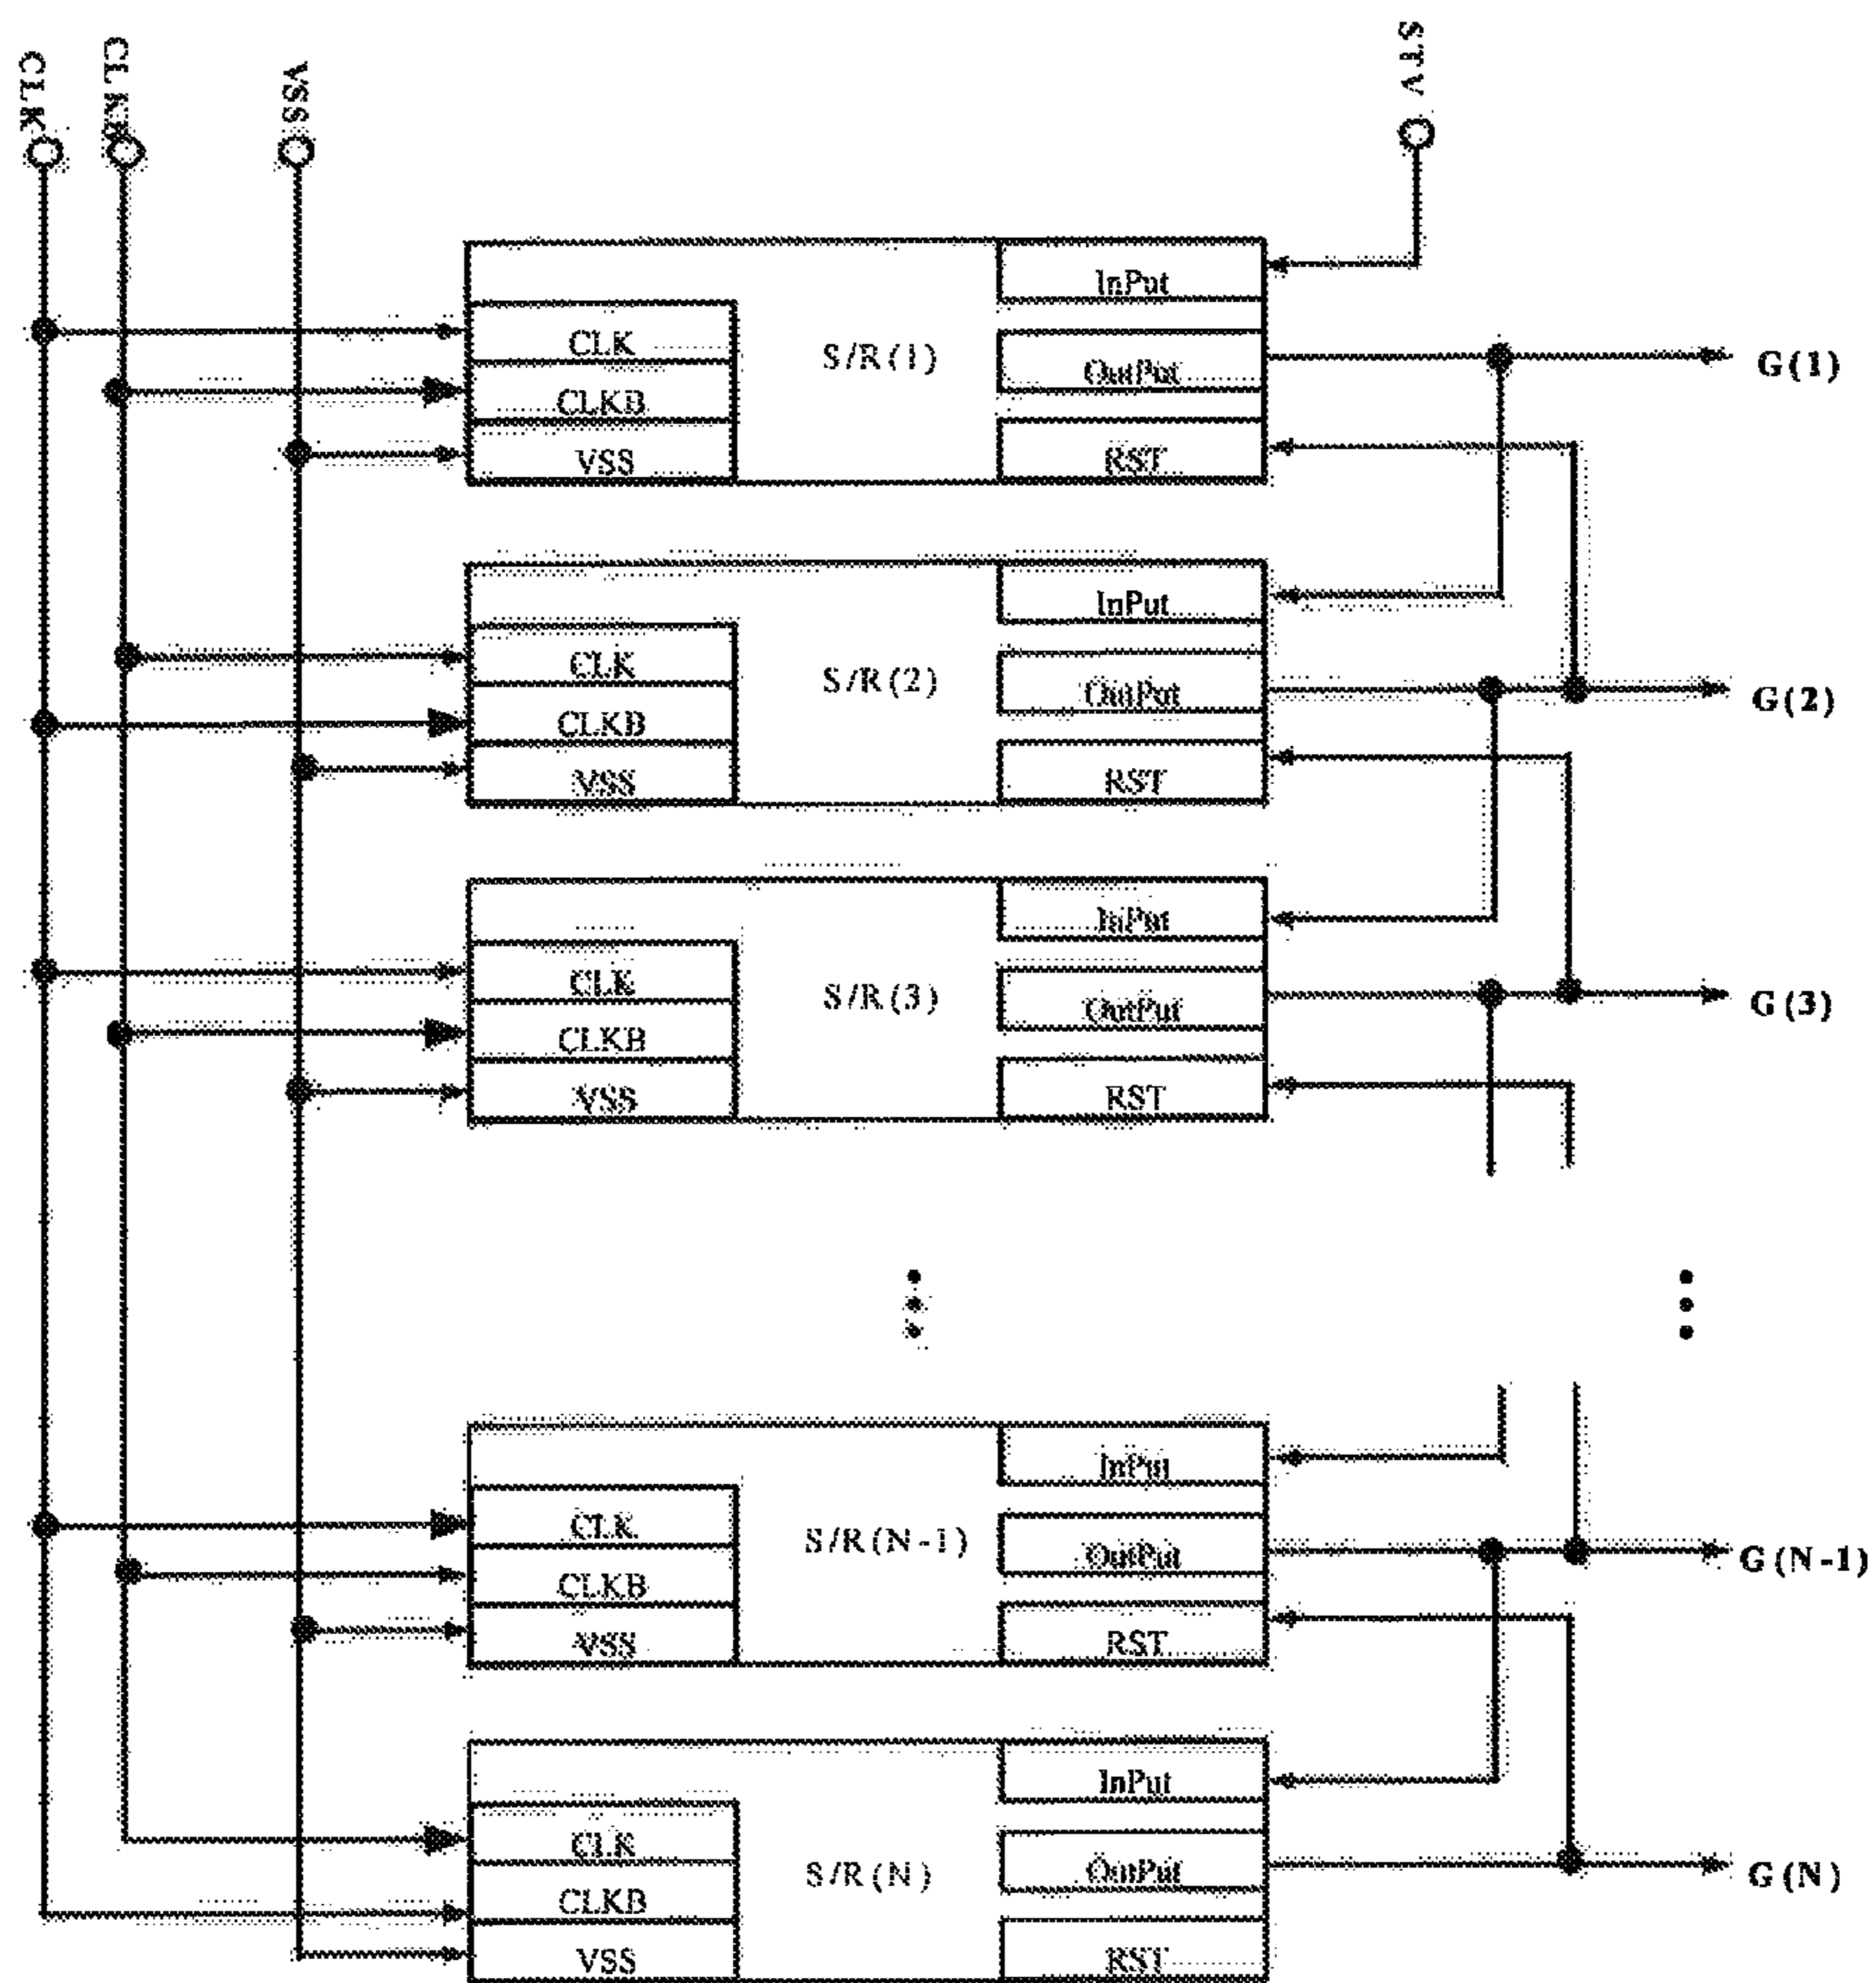 CLK
CLKB
VSS
STV
InPut
CLK
S/R(1)
OutPut
G(1)
CLKB
VSS
RST
InPut
CLK
S/R(2)
OutPut
G(2)
CLKB
VSS
RST
InPut
CLK
S/R(3)
OutPut
G(3)
CLKB
VSS
RST
InPut
CLK
S/R(N-1)
OutPut
G(N-1)
CLKB
VSS
RST
InPut
CLK
S/R(N)
OutPut
G(N)
CLKB
VSS
RST